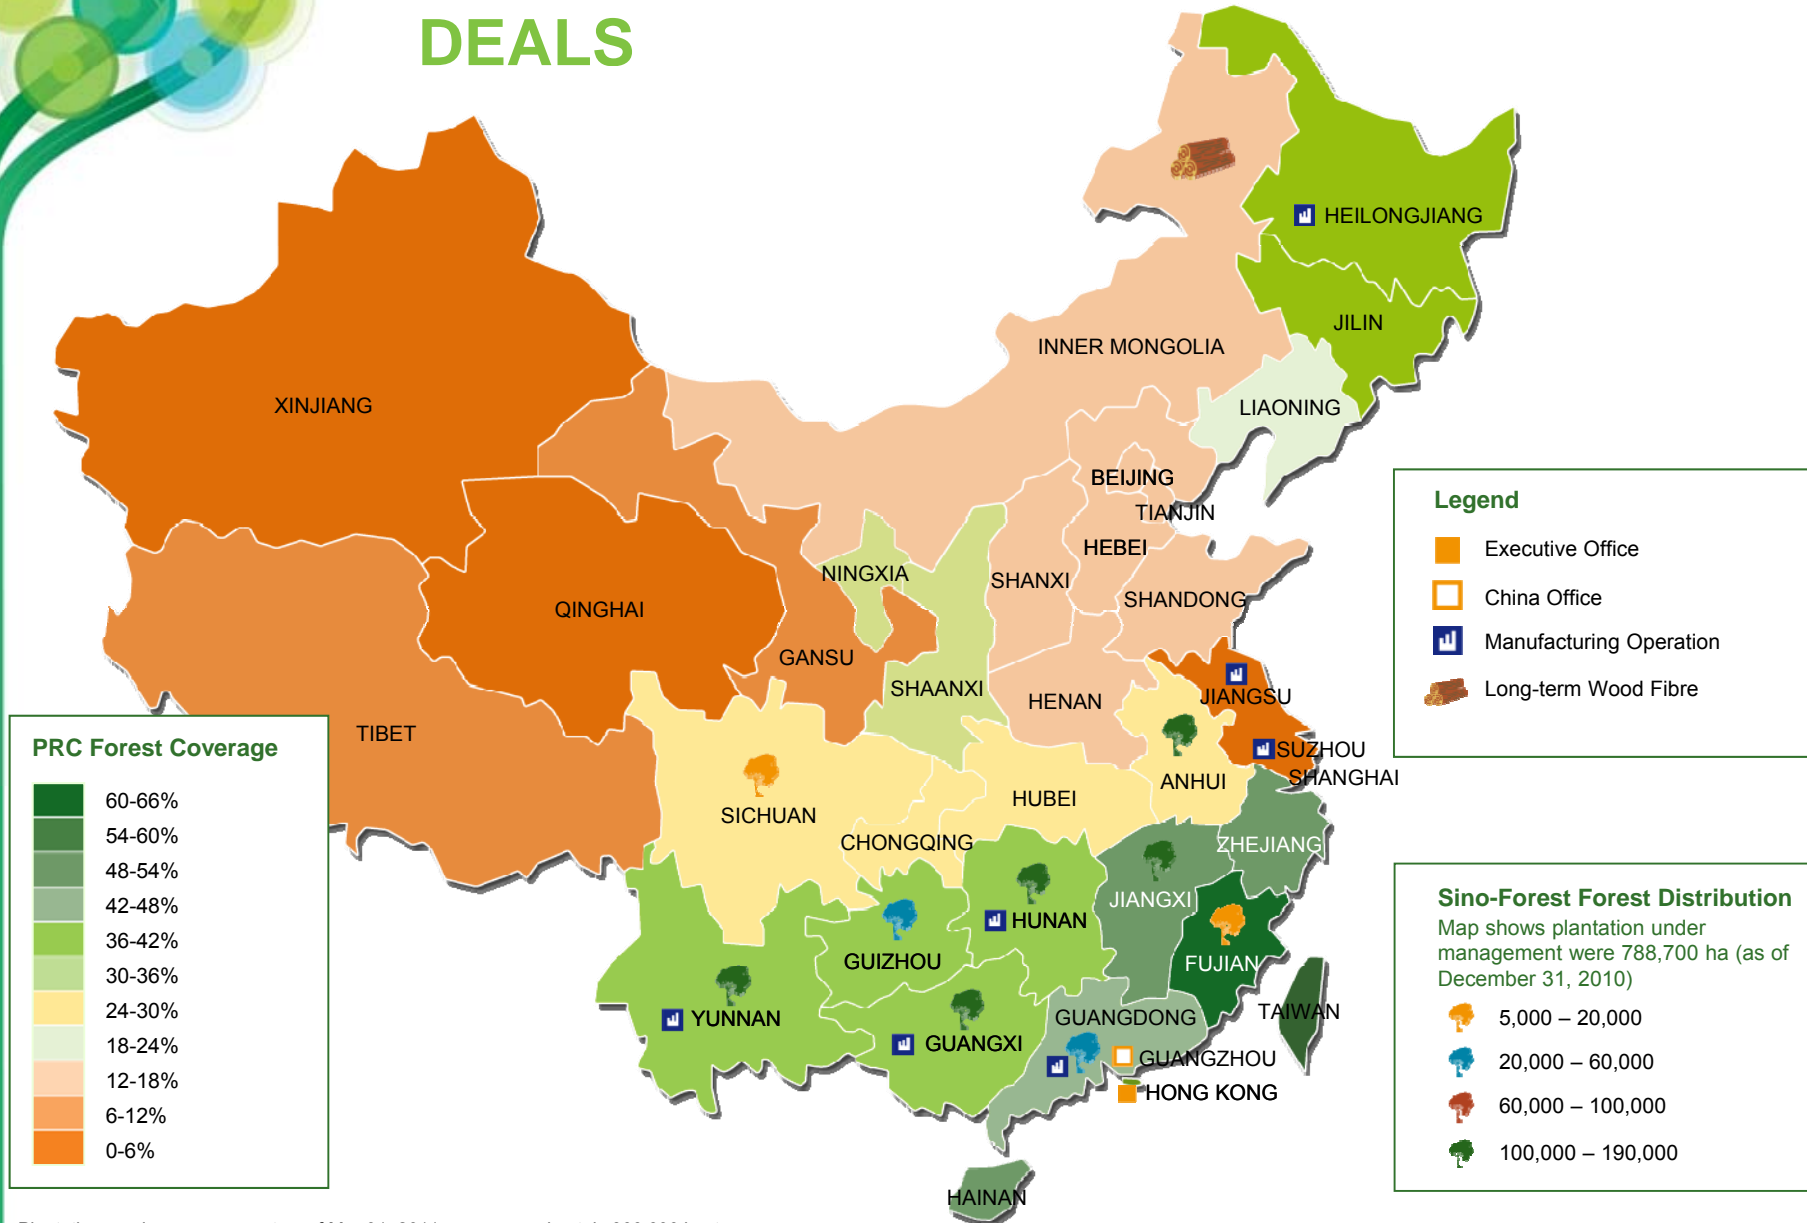 DEALS
HEILONGJIANG
JILIN
INNER MONGOLIA
LIAONING
XINJIANG
BEIJING
TIANJIN
HEBEI
NINGXIA
SHANXI
SHANDONG
QINGHAI
GANSU
SHAANXI
HENAN
JIANGSU
TIBET
SUZHOU
SHANGHAI
ANHUI
HUBEI
SICHUAN
CHONGQING
ZHEJIANG
JIANGXI
HUNAN
GUIZHOU
FUJIAN
TAIWAN
YUNNAN
GUANGXI
GUANGDONG
GUANGZHOU
HONG KONG
HAINAN
PRC Forest Coverage
60-66%
54-60%
48-54%
42-48%
36-42%
30-36%
24-30%
18-24%
12-18%
6-12%
0-6%
Legend
Executive Office
China Office
Manufacturing Operation
Long-term Wood Fibre
Sino-Forest Forest Distribution
Map shows plantation under
management were 788,700 ha (as of
December 31, 2010)
5,000 – 20,000
20,000 – 60,000
60,000 – 100,000
100,000 – 190,000